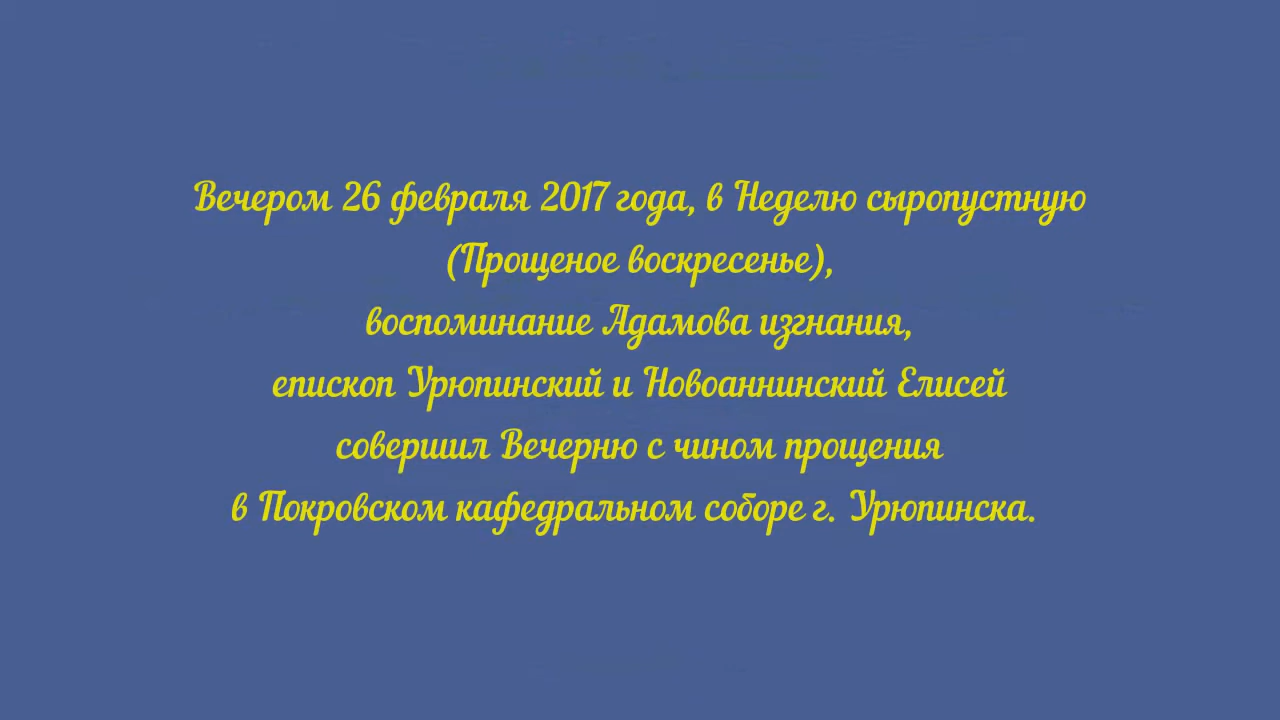 Вечером 26 февраля 2017 года, в Неделю сыропустную
(Прощеное воскресенье),
воспоминание Адамова изгнания,
епископ Урюпинский и Новоаннинский Елисей
совершил Вечерню с чином прощения
в Покровском кафедральном соборе г. Урюпинска.